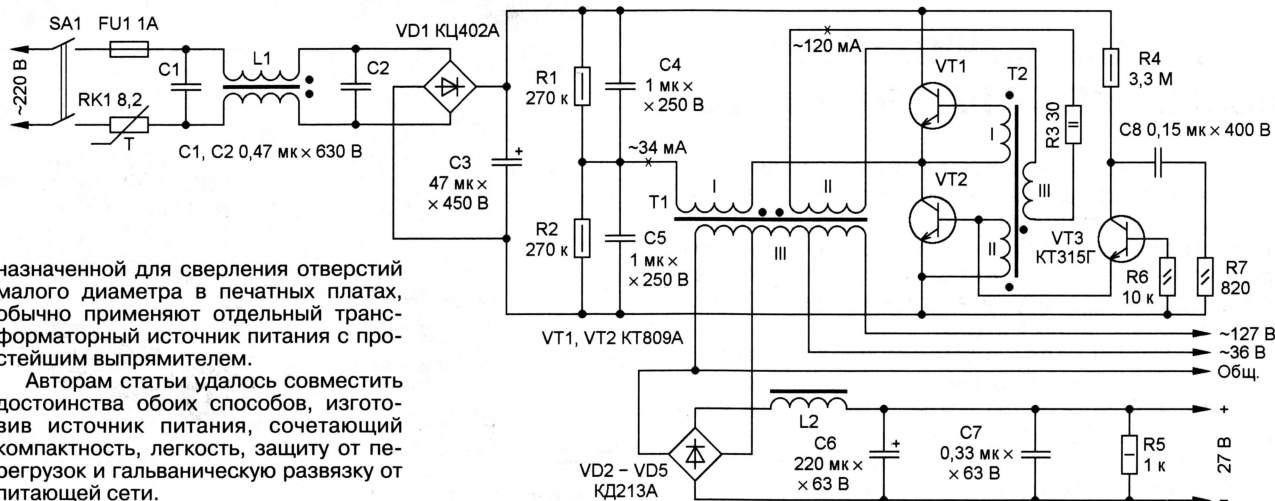 SA1
FU1 1А
~220 В
RK1 8,2
T
C1
L1
C2
C1, C2 0,47 мк × 630 В
VD1 КЦ402А
C3
47 мк ×
× 450 В
+
R1
270 к
R2
270 к
C4
1 мк ×
× 250 В
~34 мА
C5
1 мк ×
× 250 В
T1
I
II
III
~120 мА
VT1
VT2
VT1, VT2 КТ809А
T2
I
II
III
R3 30
R4
3,3 М
C8 0,15 мк × 400 В
VT3
КТ315Г
R6
10 к
R7
820
~127 В
~36 В
Общ.
VD2 – VD5
КД213А
L2
C6
220 мк ×
× 63 В
+
C7
0,33 мк ×
× 63 В
R5
1 к
+
27 В
–
назначенной для сверления отверстий
малого диаметра в печатных платах,
обычно применяют отдельный транс-
форматорный источник питания с про-
стейшим выпрямителем.
Авторам статьи удалось совместить
достоинства обоих способов, изгото-
вив источник питания, сочетающий
компактность, легкость, защиту от пе-
регрузок и гальваническую развязку от
питающей сети.